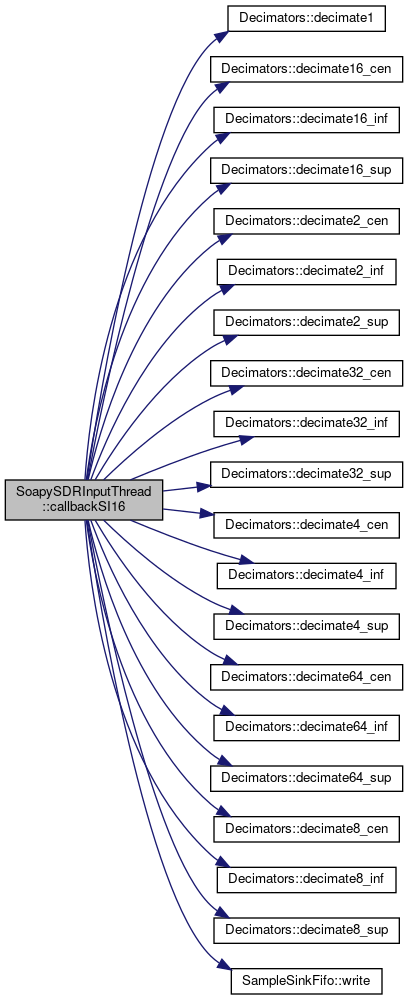 Decimators::decimate1
Decimators::decimate16_cen
Decimators::decimate16_inf
Decimators::decimate16_sup
Decimators::decimate2_cen
Decimators::decimate2_inf
Decimators::decimate2_sup
Decimators::decimate32_cen
Decimators::decimate32_inf
Decimators::decimate32_sup
SoapySDRInputThread
::callbackSI16
Decimators::decimate4_cen
Decimators::decimate4_inf
Decimators::decimate4_sup
Decimators::decimate64_cen
Decimators::decimate64_inf
Decimators::decimate64_sup
Decimators::decimate8_cen
Decimators::decimate8_inf
Decimators::decimate8_sup
SampleSinkFifo::write